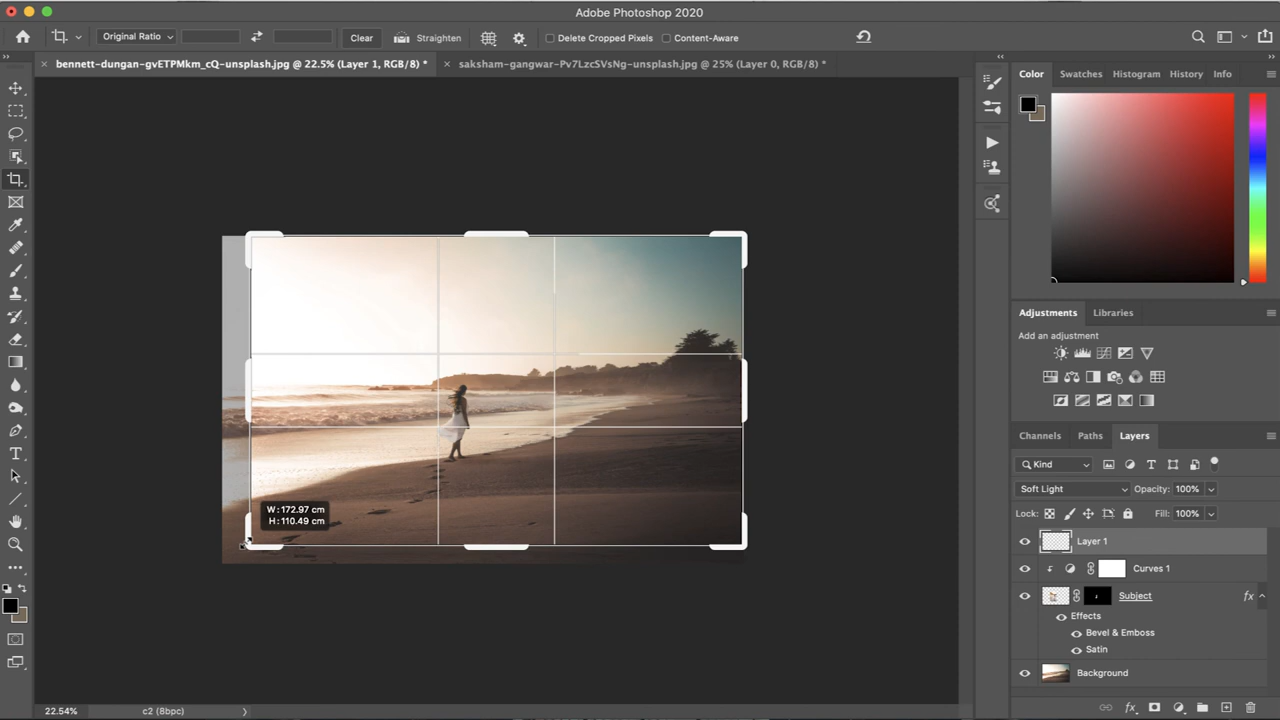 Adobe Photoshop 2020
Original Ratio
Clear
Straighten
Delete Cropped Pixels
Content-Aware
bennett-dungan-gvETPMkm_cQ-unsplash.jpg @ 22.5% (Layer 1, RGB/8) *
saksham-gangwar-Pv7LzcSVsNg-unsplash.jpg @ 25% (Layer 0, RGB/8) *
Color
Swatches
Histogram
History
Info
Adjustments
Libraries
Add an adjustment
Channels
Paths
Layers
Kind
Soft Light
Opacity: 100%
Lock:
Fill: 100%
Layer 1
Curves 1
Subject
fx
Effects
Bevel & Emboss
Satin
Background
W: 172.97 cm
H: 110.49 cm
22.54%
c2 (8bpc)
fx